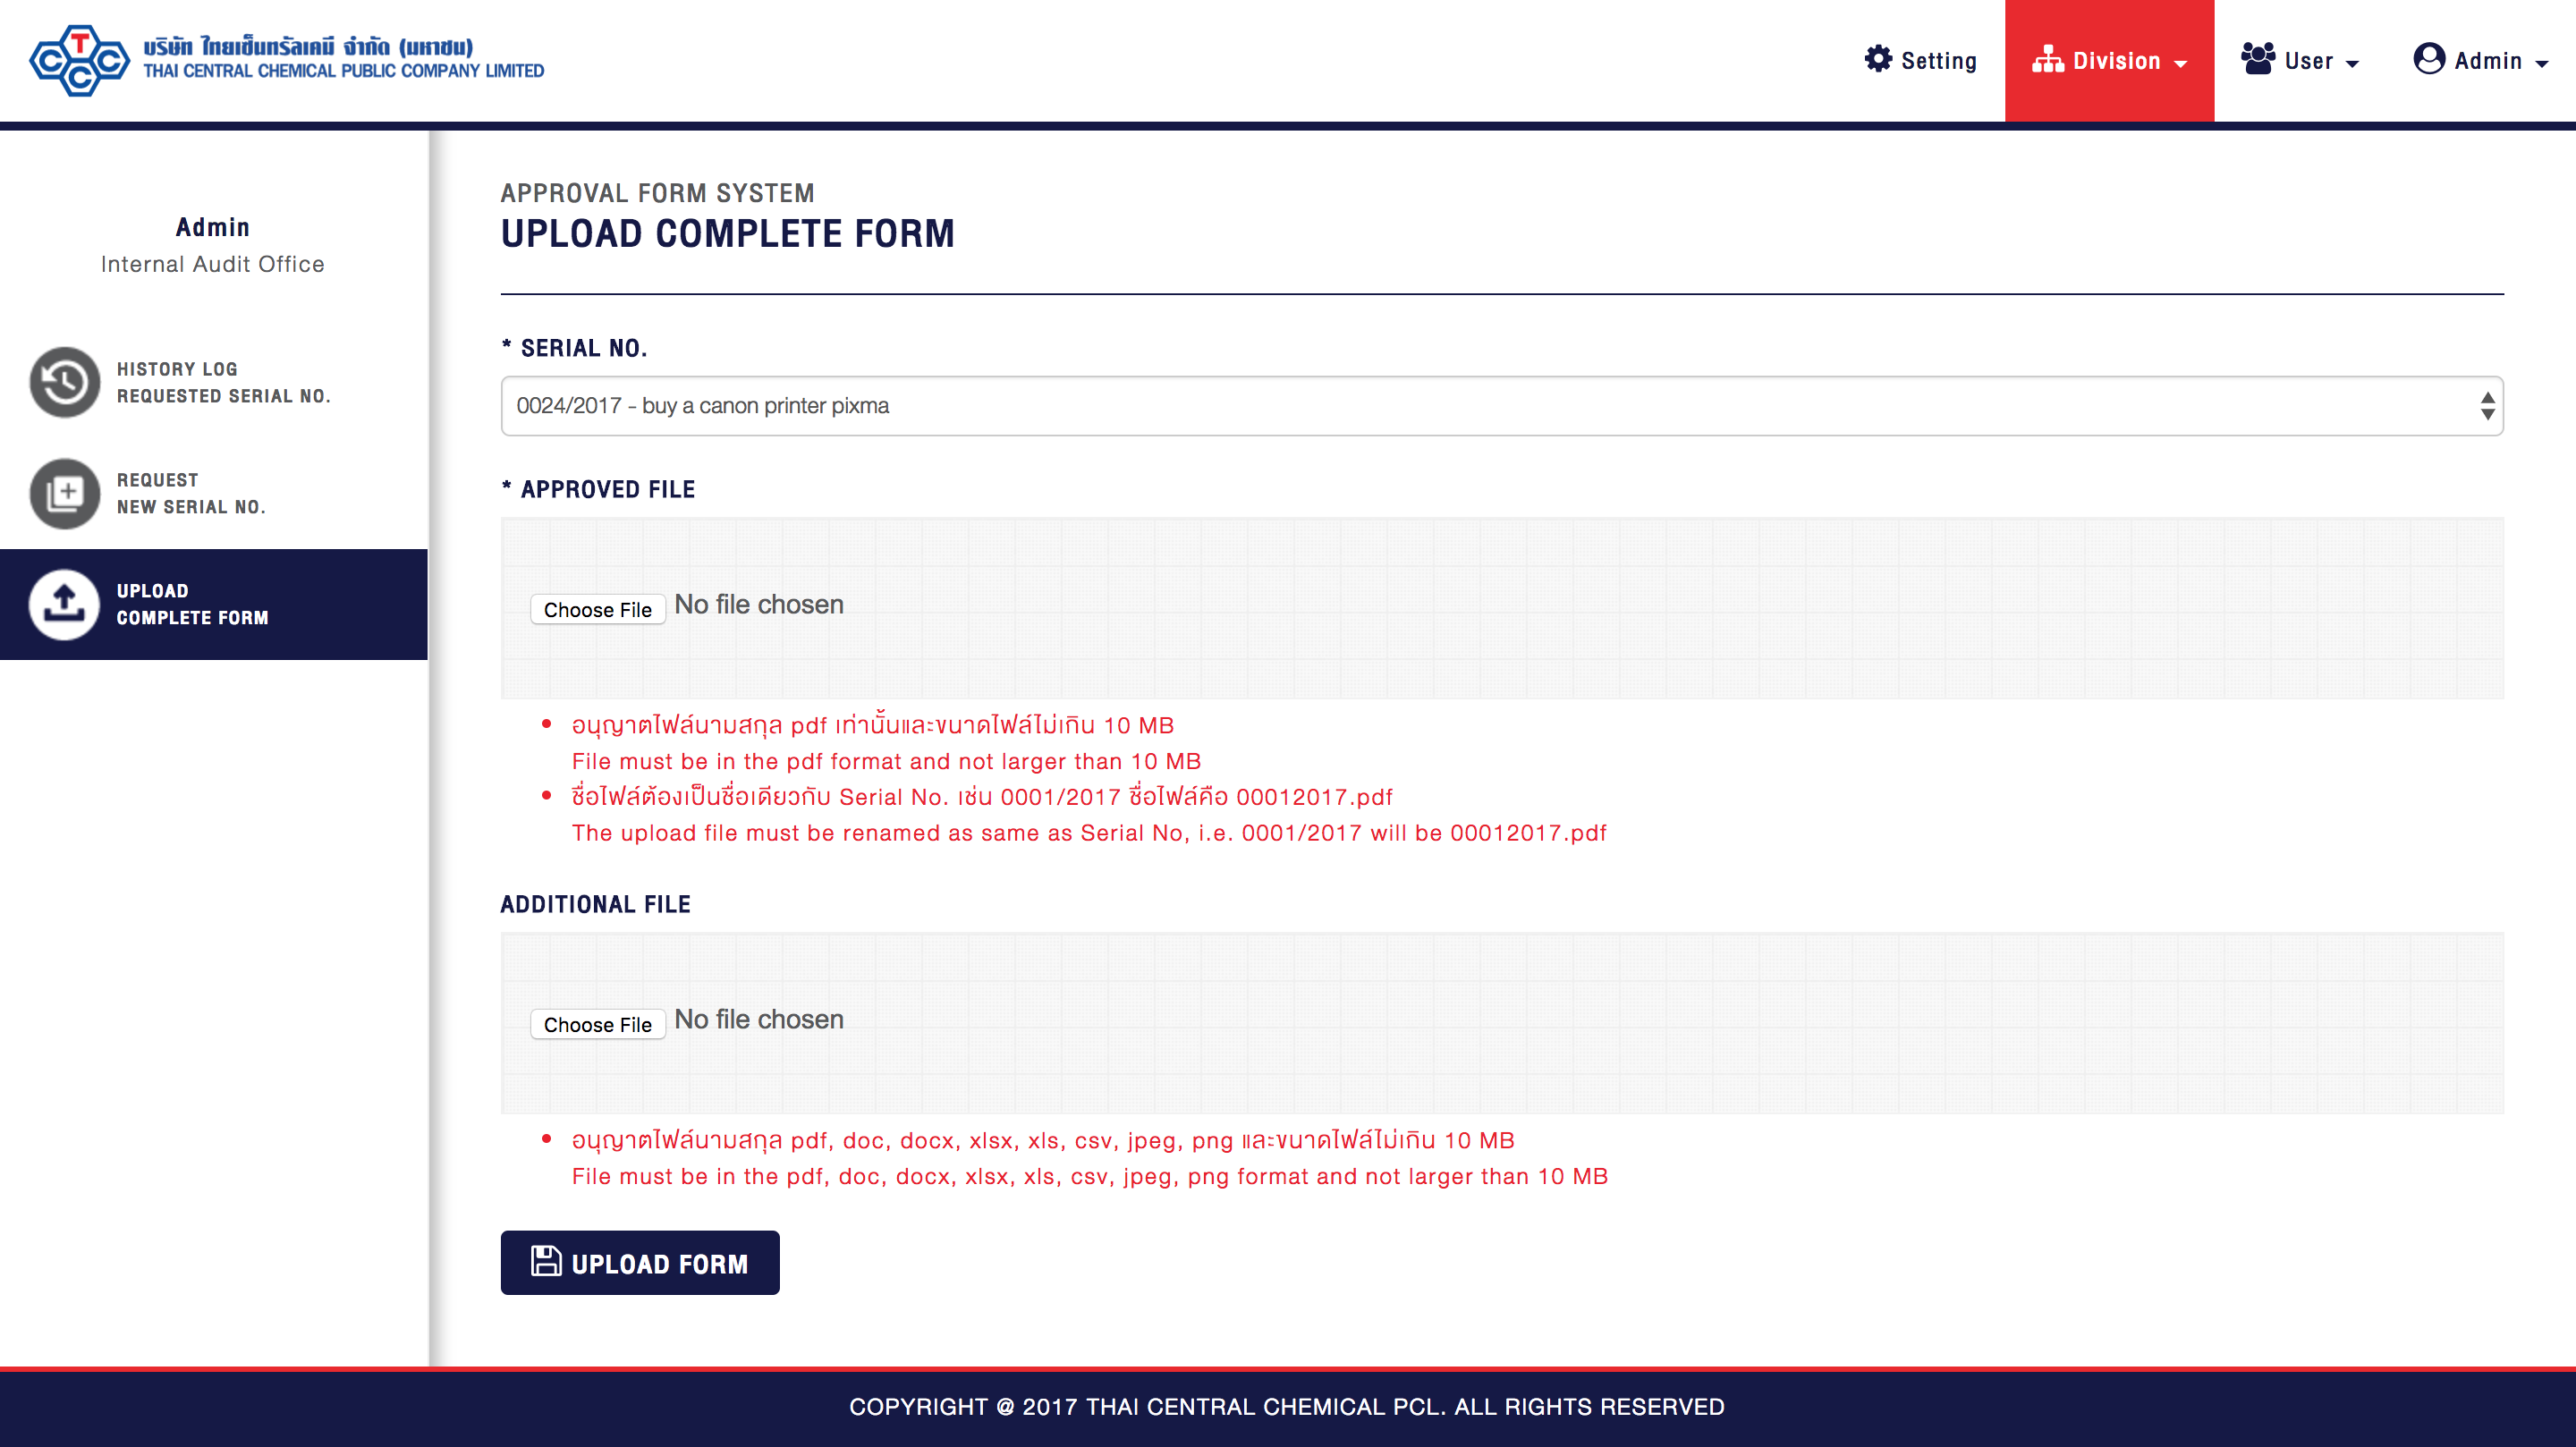 TCCC
บริษัท ไทยเซ็นทรัลเคมี จำกัด (มหาชน)
THAI CENTRAL CHEMICAL PUBLIC COMPANY LIMITED
Setting
Division
User
Admin
Admin
Internal Audit Office
HISTORY LOG
REQUESTED SERIAL NO.
REQUEST
NEW SERIAL NO.
UPLOAD
COMPLETE FORM
APPROVAL FORM SYSTEM
UPLOAD COMPLETE FORM
* SERIAL NO.
0024/2017 - buy a canon printer pixma
* APPROVED FILE
Choose File No file chosen
• อนุญาตไฟล์นามสกุล pdf เท่านั้นและขนาดไฟล์ไม่เกิน 10 MB
File must be in the pdf format and not larger than 10 MB
• ชื่อไฟล์ต้องเป็นชื่อเดียวกับ Serial No. เช่น 0001/2017 ชื่อไฟล์คือ 00012017.pdf
The upload file must be renamed as same as Serial No, i.e. 0001/2017 will be 00012017.pdf
ADDITIONAL FILE
Choose File No file chosen
• อนุญาตไฟล์นามสกุล pdf, doc, docx, xlsx, xls, csv, jpeg, png และขนาดไฟล์ไม่เกิน 10 MB
File must be in the pdf, doc, docx, xlsx, xls, csv, jpeg, png format and not larger than 10 MB
UPLOAD FORM
COPYRIGHT @ 2017 THAI CENTRAL CHEMICAL PCL. ALL RIGHTS RESERVED